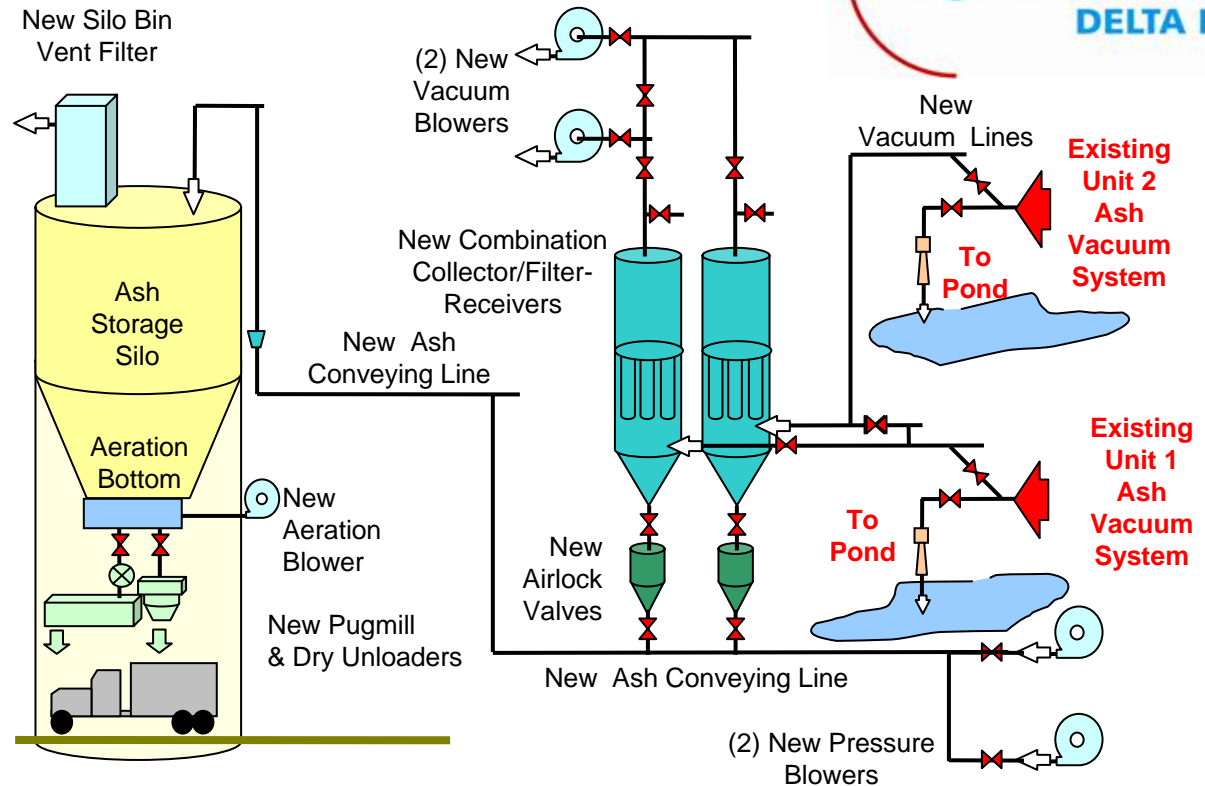 New Silo Bin
Vent Filter
(2) New
Vacuum
Blowers
DELTA
New
Vacuum Lines
Existing
Unit 2
Ash
Vacuum
System
To
Pond
New Combination
Collector/Filter-
Receivers
Ash
Storage
Silo
New Ash
Conveying Line
Aeration
Bottom
New
Aeration
Blower
New
Airlock
Valves
To
Pond
Existing
Unit 1
Ash
Vacuum
System
New Pugmill
& Dry Unloaders
New Ash Conveying Line
(2) New Pressure
Blowers